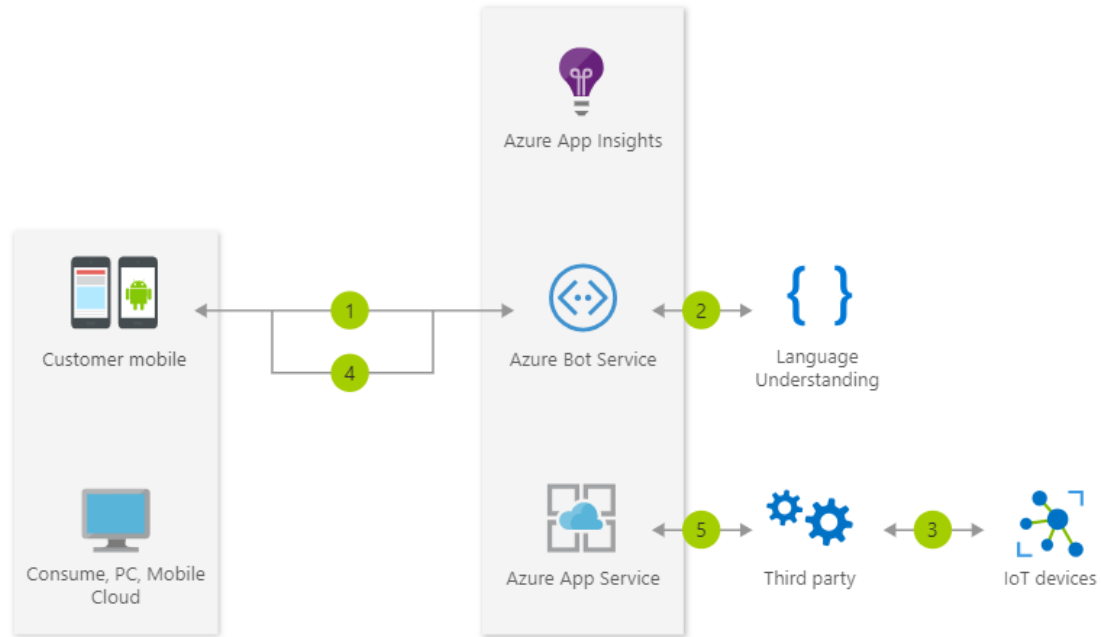 Azure App Insights
Customer mobile
1
4
Azure Bot Service
2
Language
Understanding
Consume, PC, Mobile
Cloud
Azure App Service
5
Third party
3
IoT devices